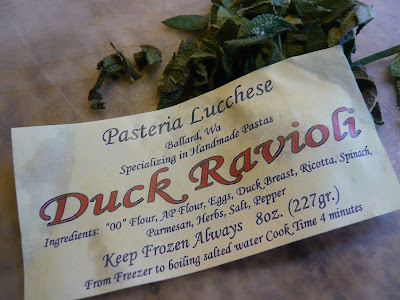 Pasteria Lucchese
Ballard, Wa
Specializing in Handmade Pastas
Duck Ravioli
Ingredients: "00" Flour, AP Flour, Eggs, Duck Breast, Ricotta, Spinach,
Parmesan, Herbs, Salt, Pepper
Keep Frozen Always 8oz. (227gr.)
From Freezer to boiling salted water Cook Time 4 minutes